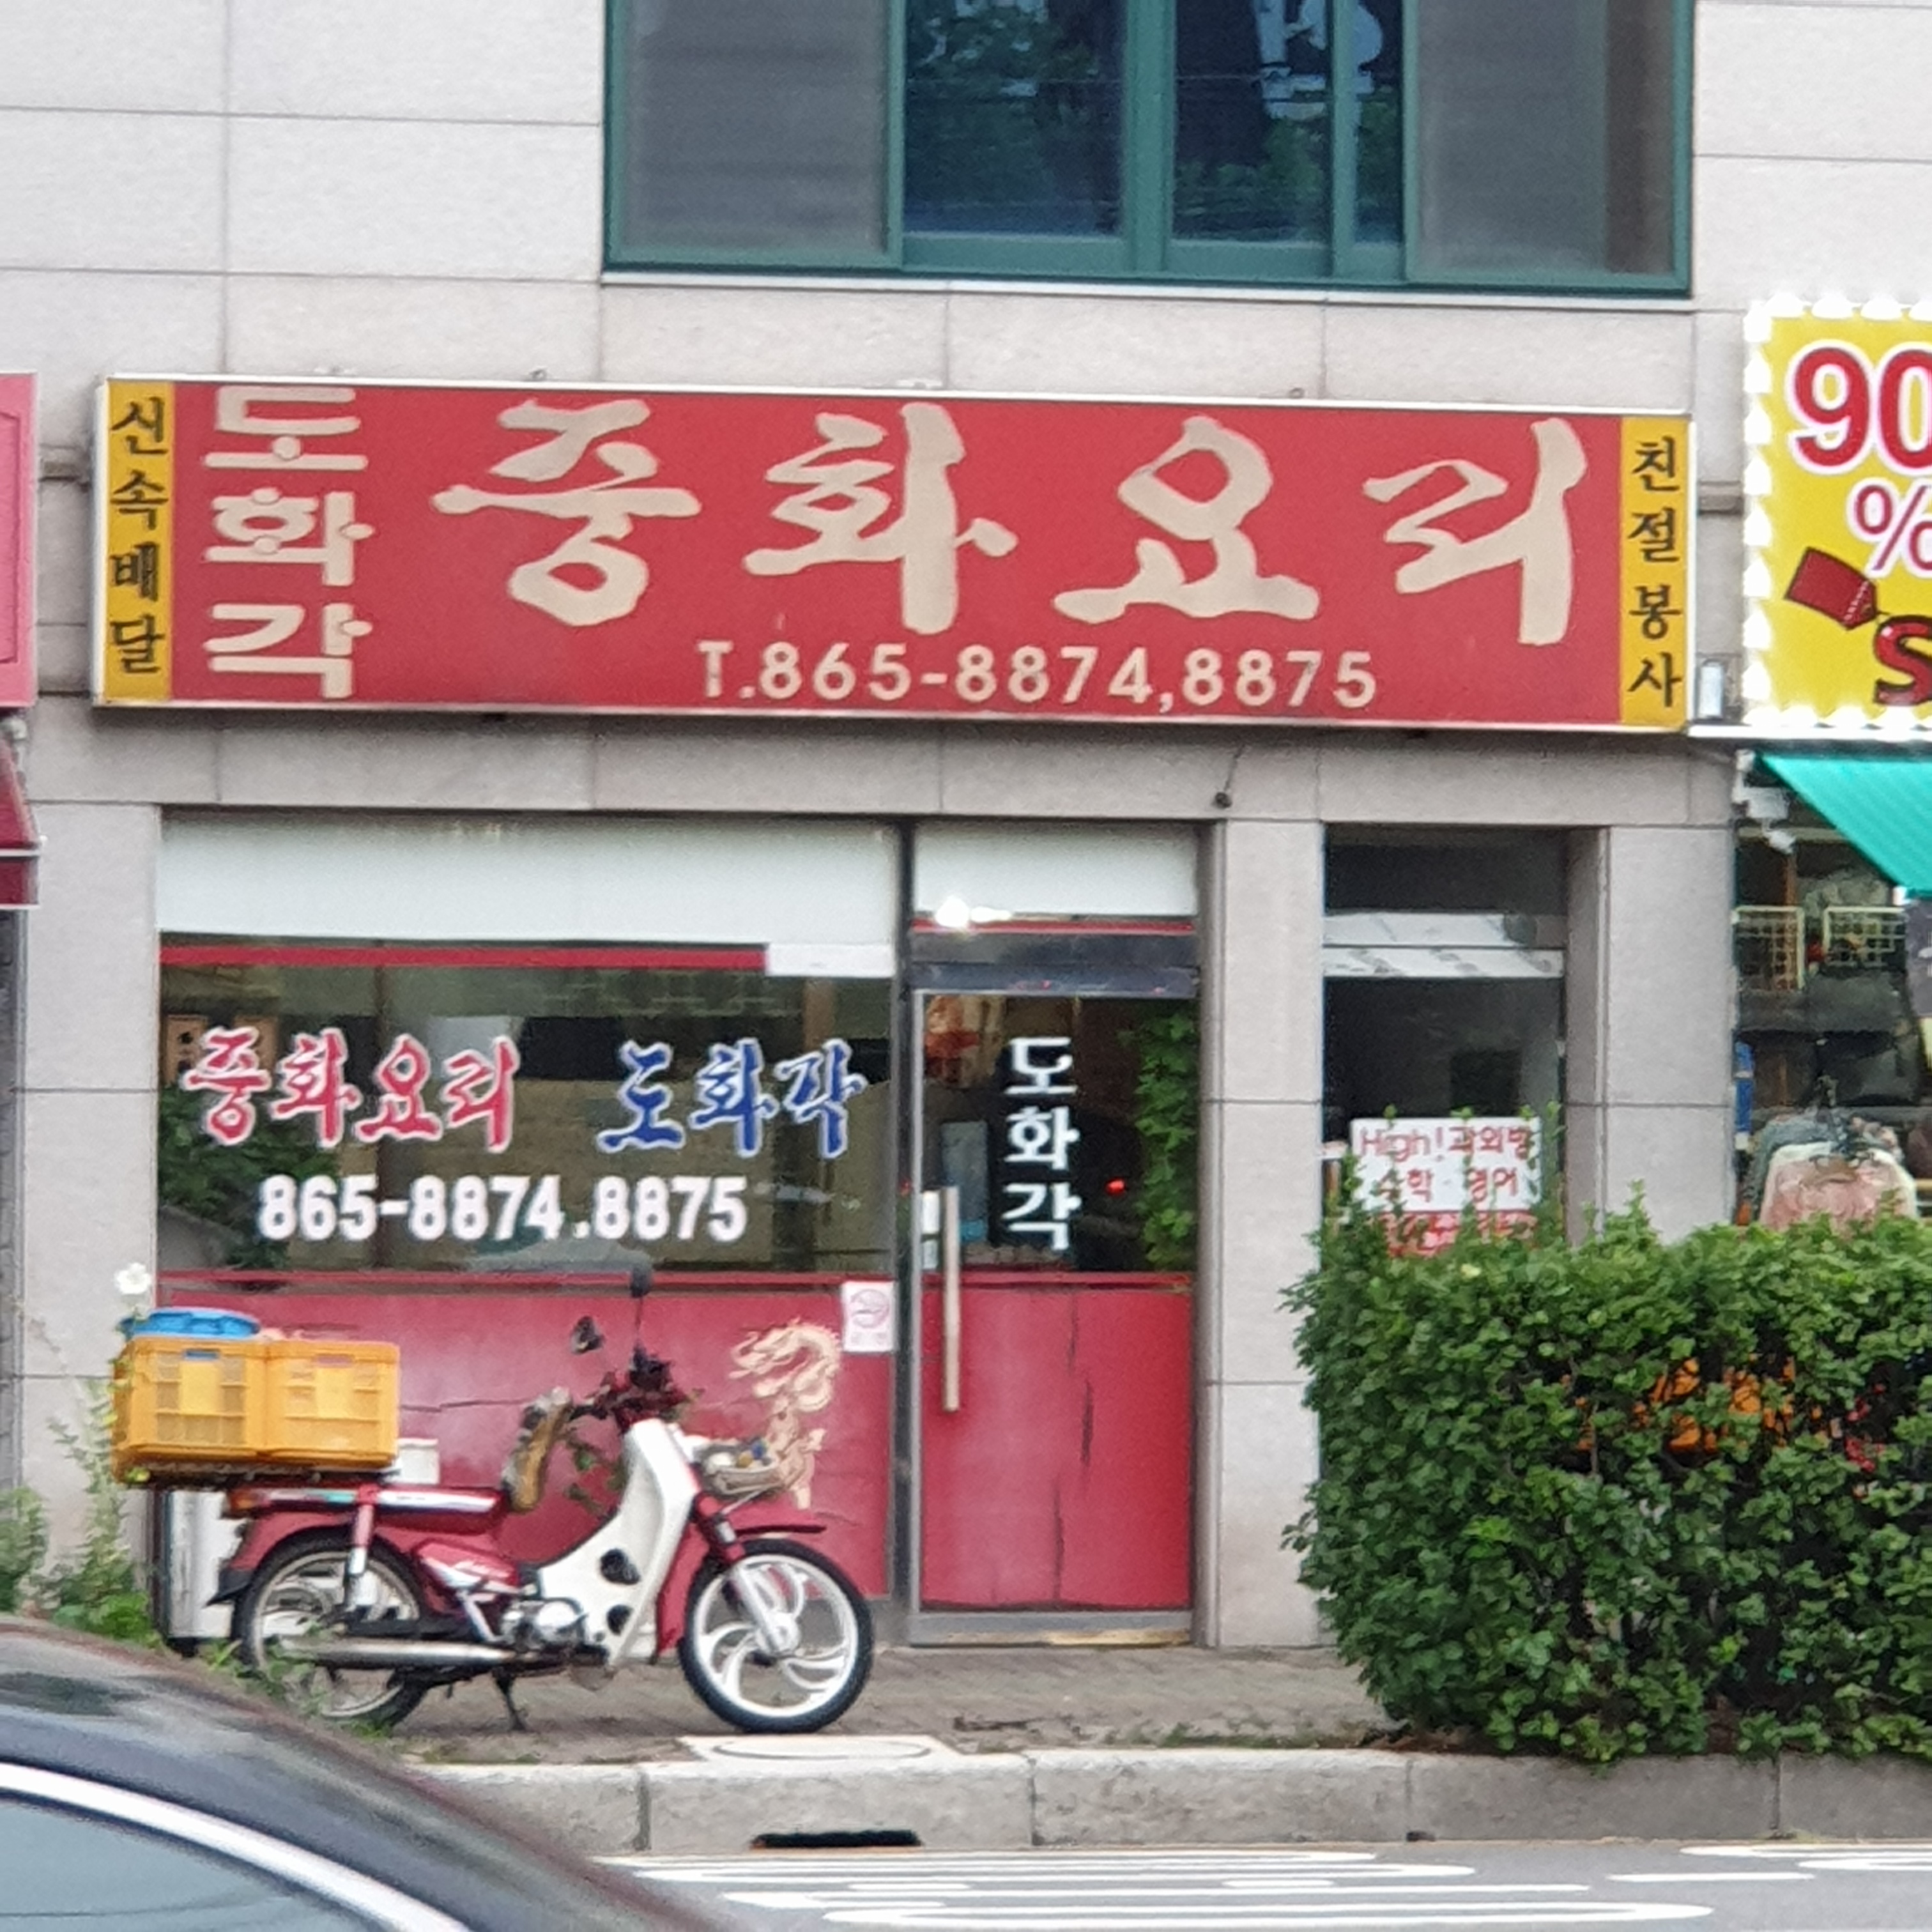 신속배달
도화각
중화요리
T.865-8874,8875
친절봉사
90
%
S
중화요리 도화각
865-8874.8875
도화각
High! 과외방
수학 영어